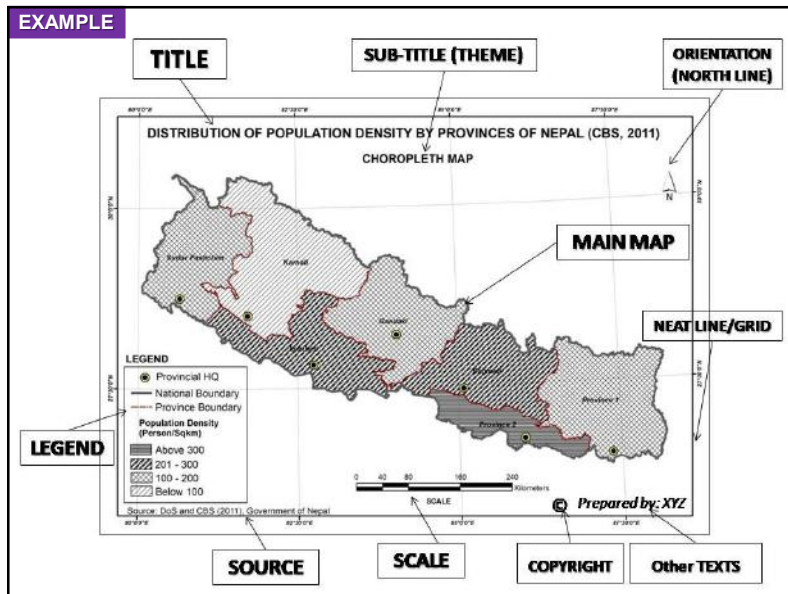 EXAMPLE
TITLE
SUB-TITLE (THEME)
ORIENTATION
(NORTH LINE)
DISTRIBUTION OF POPULATION DENSITY BY PROVINCES OF NEPAL (CBS, 2011)
CHOROPLETH MAP
N
MAIN MAP
Karnali
Gandaki
NEAT LINE/GRID
Province 1
Province 2
LEGEND
Provincial HQ
National Boundary
Province Boundary
Population Density
(Person/Sqkm)
Above 300
201 - 300
100 - 200
Below 100
LEGEND
0 40 80 160 240
Kilometers
SCALE
© Prepared by: XYZ
Source: DoS and CBS (2011), Government of Nepal
SOURCE
SCALE
COPYRIGHT
Other TEXTS